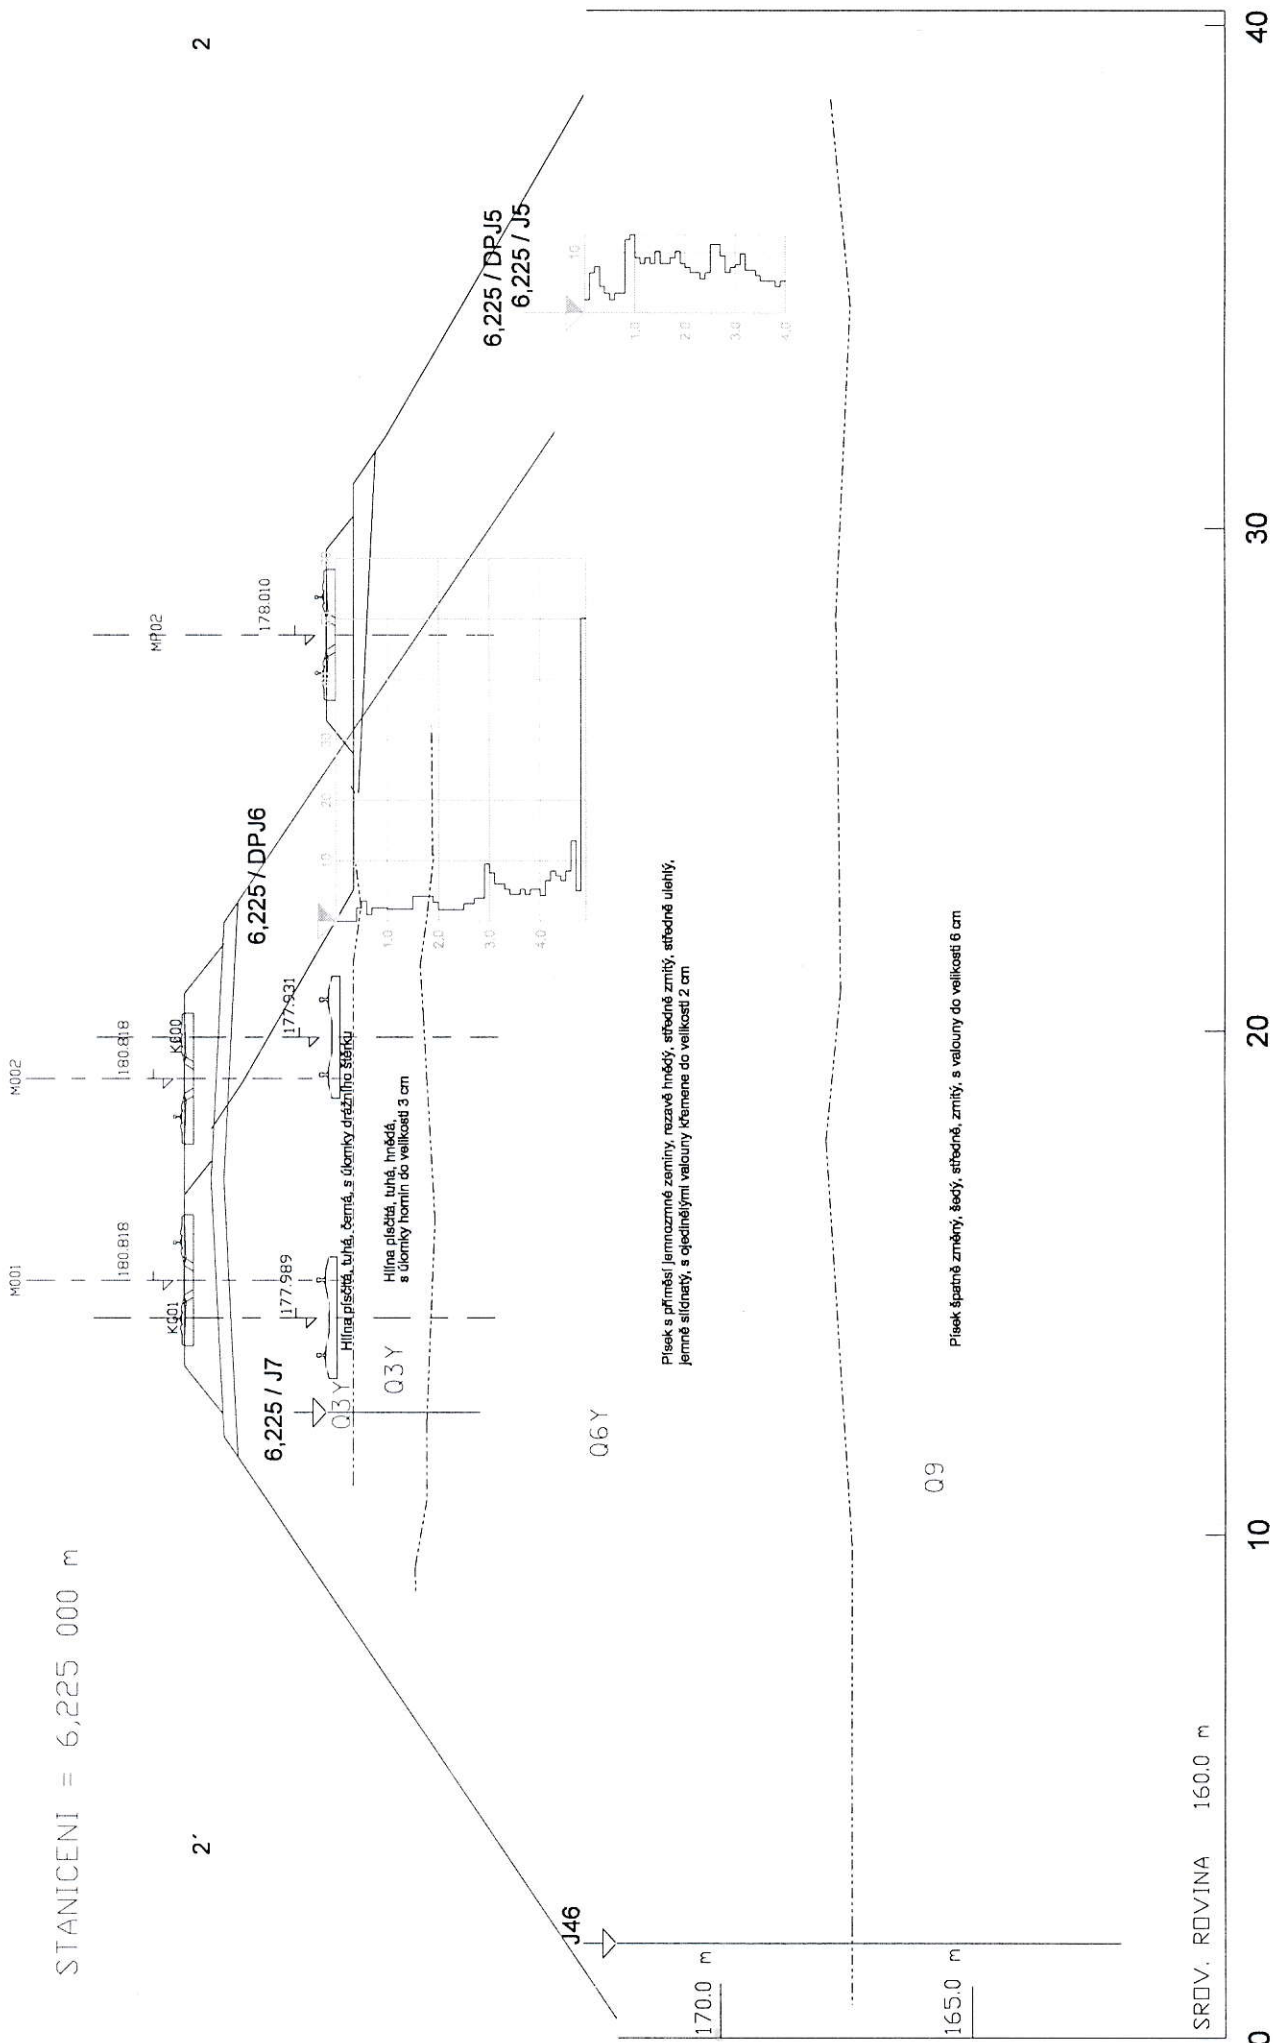 STANICENI = 6,225 000 m
2´
2
M001
M002
MP02
180.818
180.818
178.010
K001
K000
177.989
177.931
6,225 / J7
6,225 / DPJ6
6,225 / DPJ5
6,225 / J5
Q3Y
Hlína písčitá, tuhá, černá, s úlomky drážního štěrku
Q3Y
Hlína písčitá, tuhá, hnědá,
s úlomky hornin do velikosti 3 cm
10
20
30
1.0
2.0
3.0
4.0
10
1.0
2.0
3.0
4.0
J46
Q6Y
Písek s příměsí jemnozrnné zeminy, rezavě hnědý, středně zrnitý, středně ulehlý,
jemně slídnatý, s ojedinělými valouny křemene do velikosti 2 cm
170.0 m
Q9
Písek špatně zrněný, šedý, středně, zrnitý, s valouny do velikosti 6 cm
165.0 m
SROV. ROVINA 160.0 m
0
10
20
30
40